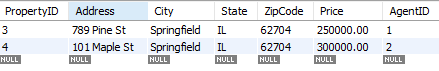 PropertyID Address City State ZipCode Price AgentID
3 789 Pine St Springfield IL 62704 250000.00 1
4 101 Maple St Springfield IL 62704 300000.00 2
NULL NULL NULL NULL NULL NULL NULL